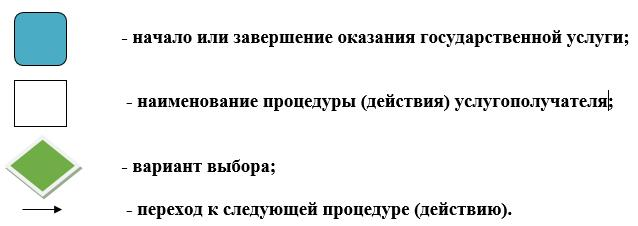 - начало или завершение оказания государственной услуги;
- наименование процедуры (действия) услугополучателя;
- вариант выбора;
- переход к следующей процедуре (действию).